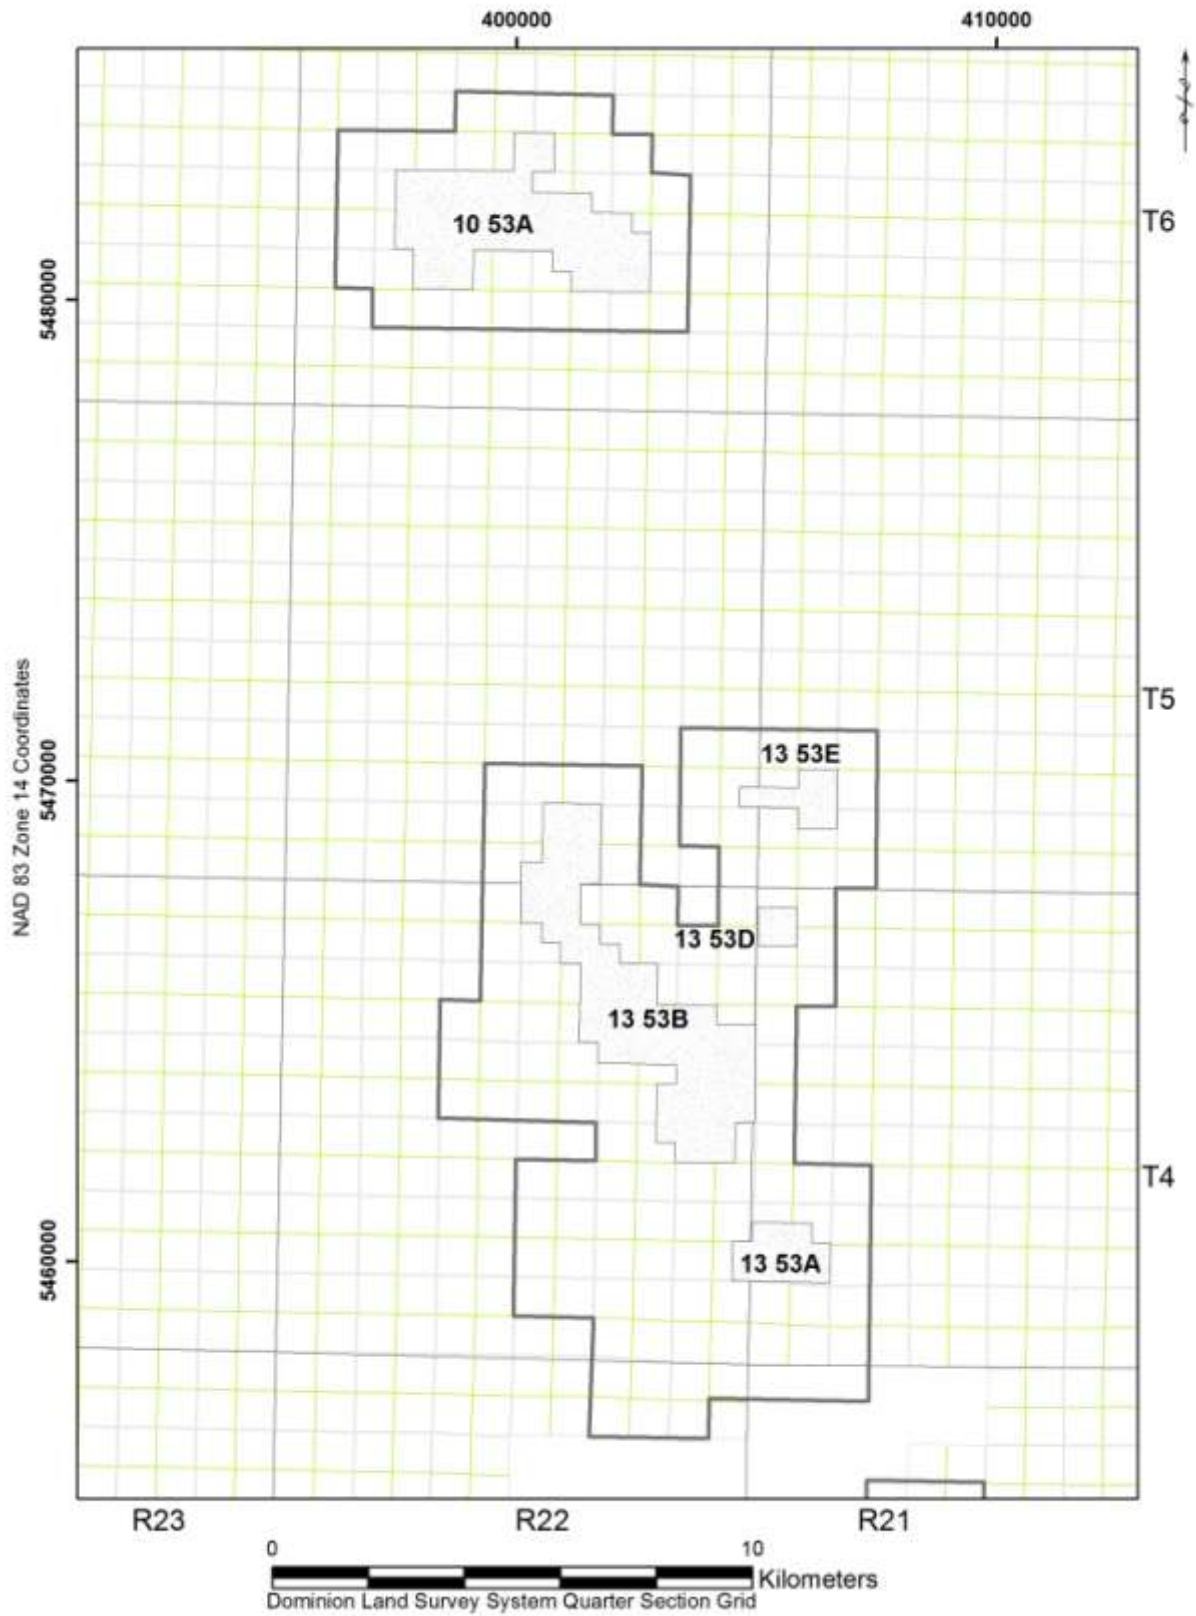 400000
410000
T6
10 53A
5480000
T5
13 53E
5470000
NAD 83 Zone 14 Coordinates
13 53D
13 53B
T4
5460000
13 53A
R23
R22
R21
0
10
Kilometers
Dominion Land Survey System Quarter Section Grid